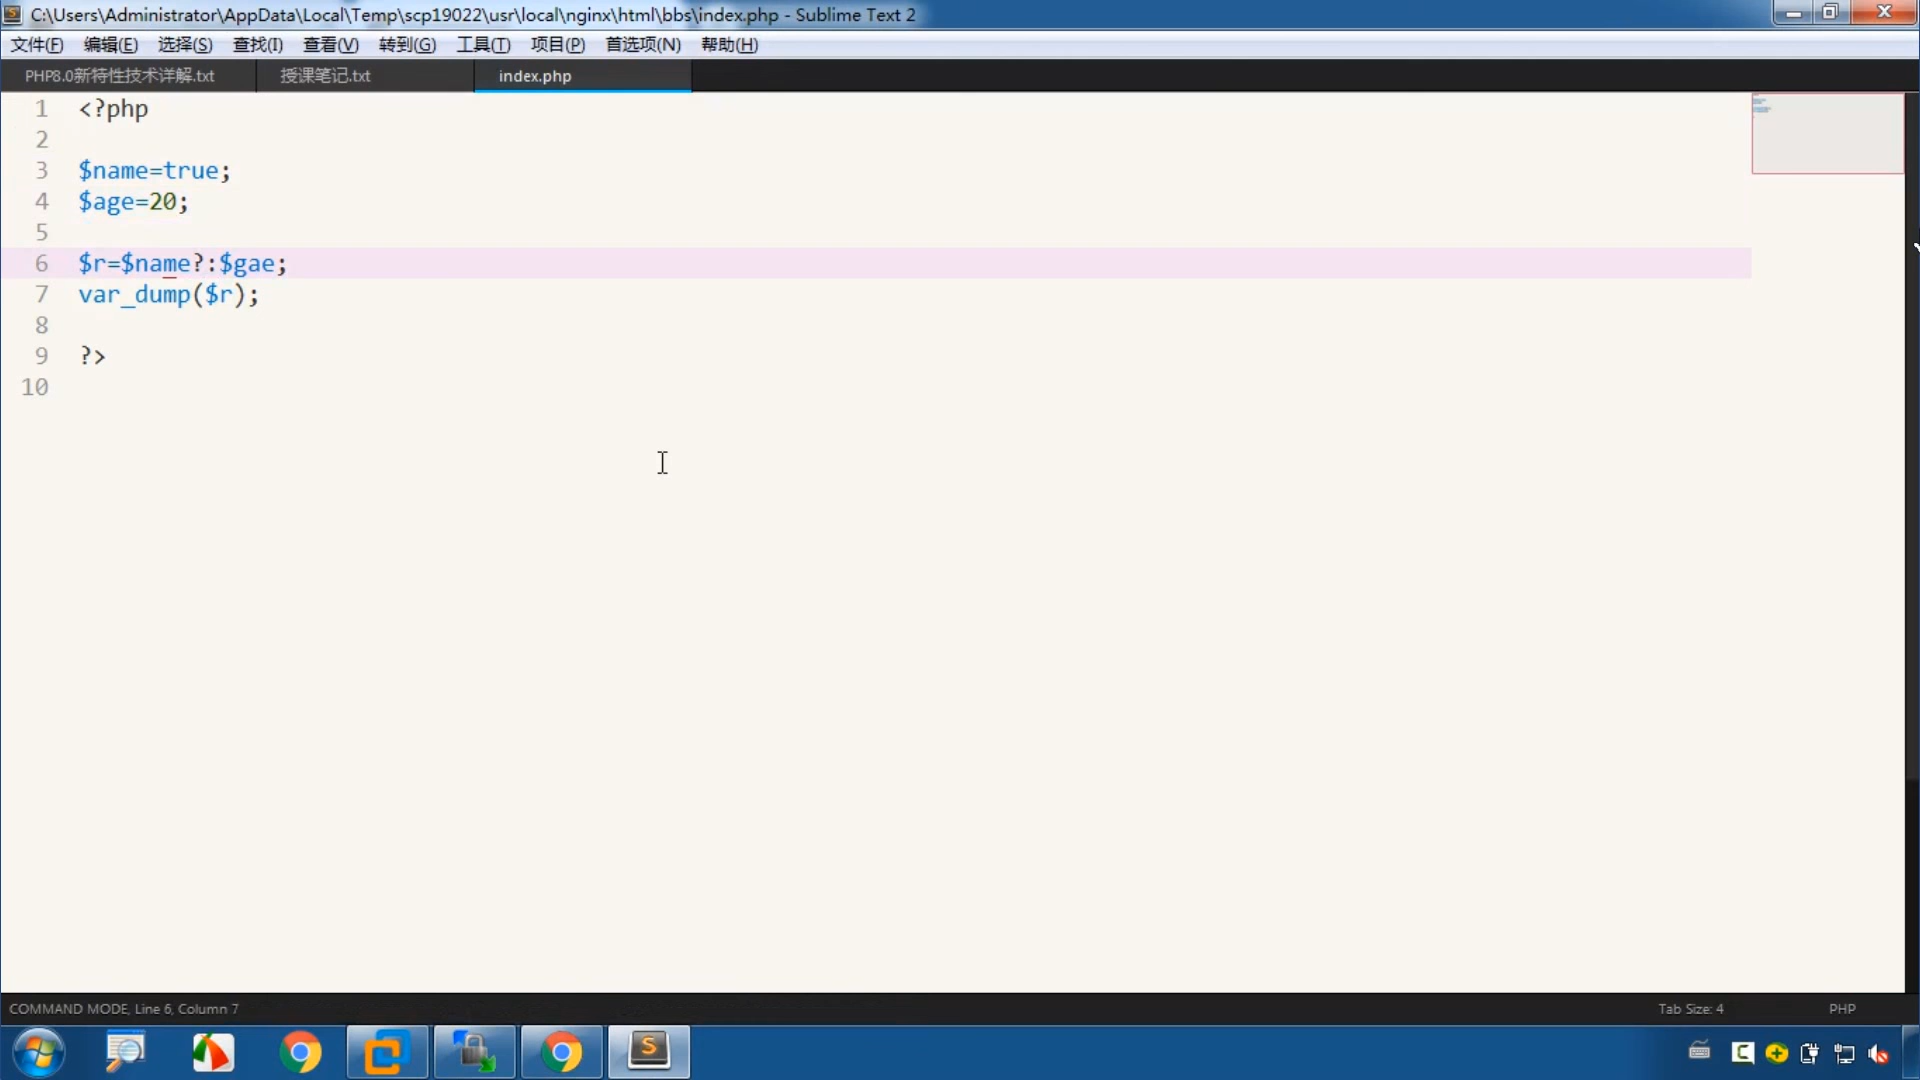 C:\Users\Administrator\AppData\Local\Temp\scp19022\usr\local\nginx\html\bbs\index.php - Sublime Text 2
文件(F) 编辑(E) 选择(S) 查找(I) 查看(V) 转到(G) 工具(T) 项目(P) 首选项(N) 帮助(H)
PHP8.0新特性技术详解.txt 授课笔记.txt index.php
1 <?php
2
3 $name=true;
4 $age=20;
5
6 $r=$name?:$gae;
7 var_dump($r);
8
9 ?>
10
COMMAND MODE, Line 6, Column 7 Tab Size: 4 PHP